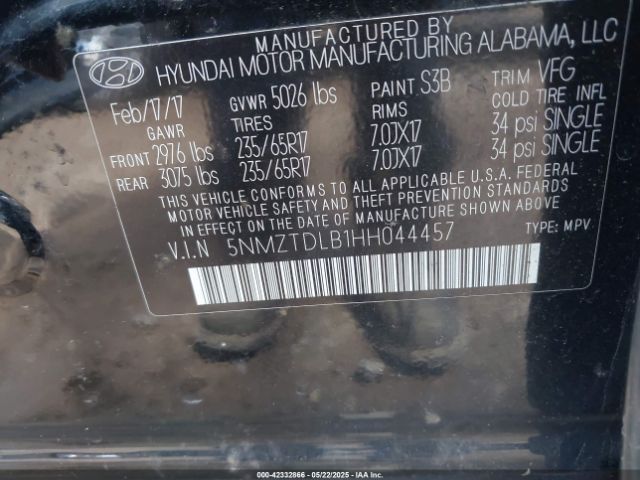 MANUFACTURED BY
HYUNDAI MOTOR MANUFACTURING ALABAMA, LLC
Feb/17/17 GVWR 5026 lbs PAINT S3B TRIM VFG
GAWR TIRES RIMS COLD TIRE INFL
FRONT 2976 lbs 235/65R17 7.0JX17 34 psi SINGLE
REAR 3075 lbs 235/65R17 7.0JX17 34 psi SINGLE
THIS VEHICLE CONFORMS TO ALL APPLICABLE U.S.A. FEDERAL
MOTOR VEHICLE SAFETY AND THEFT PREVENTION STANDARDS
IN EFFECT ON THE DATE OF MANUFACTURE SHOWN ABOVE.
V.I.N 5NMZTDLB1HH044457 TYPE: MPV
000-42332866 - 05/22/2025 - IAA Inc.